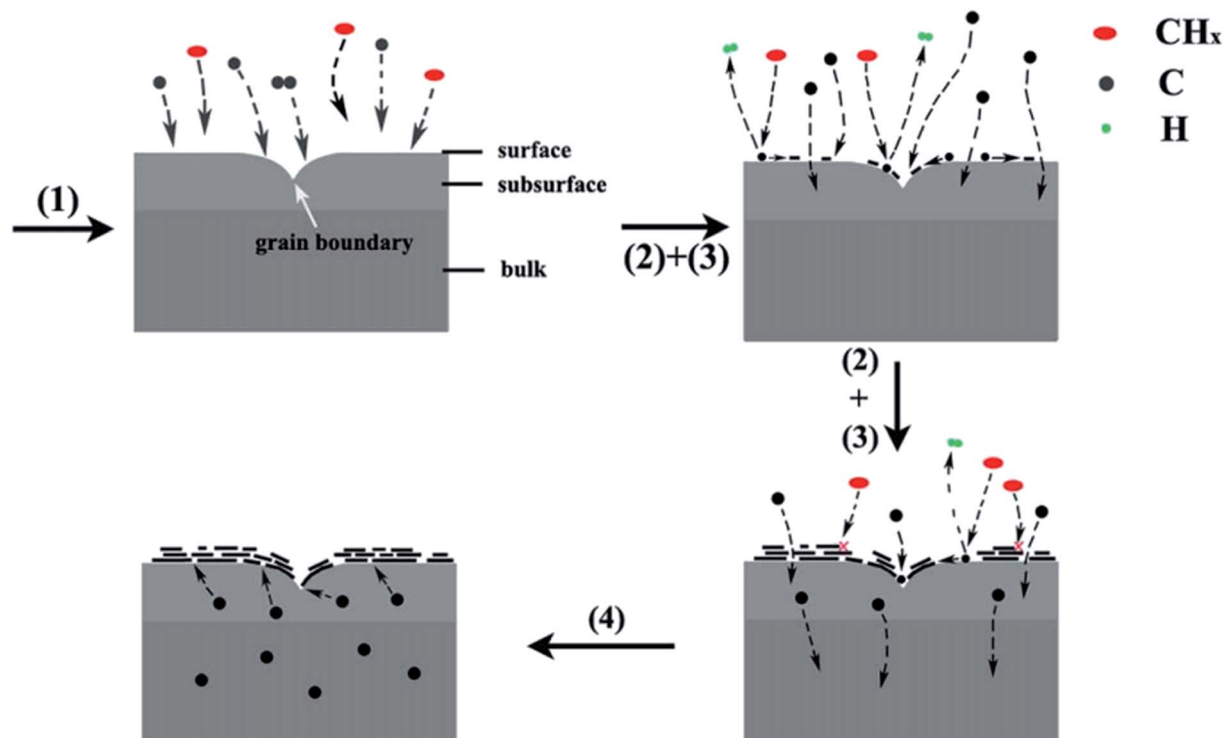 CHx
C
H
surface
subsurface
(1)
grain boundary
bulk
(2)+(3)
(2)
+
(3)
(4)